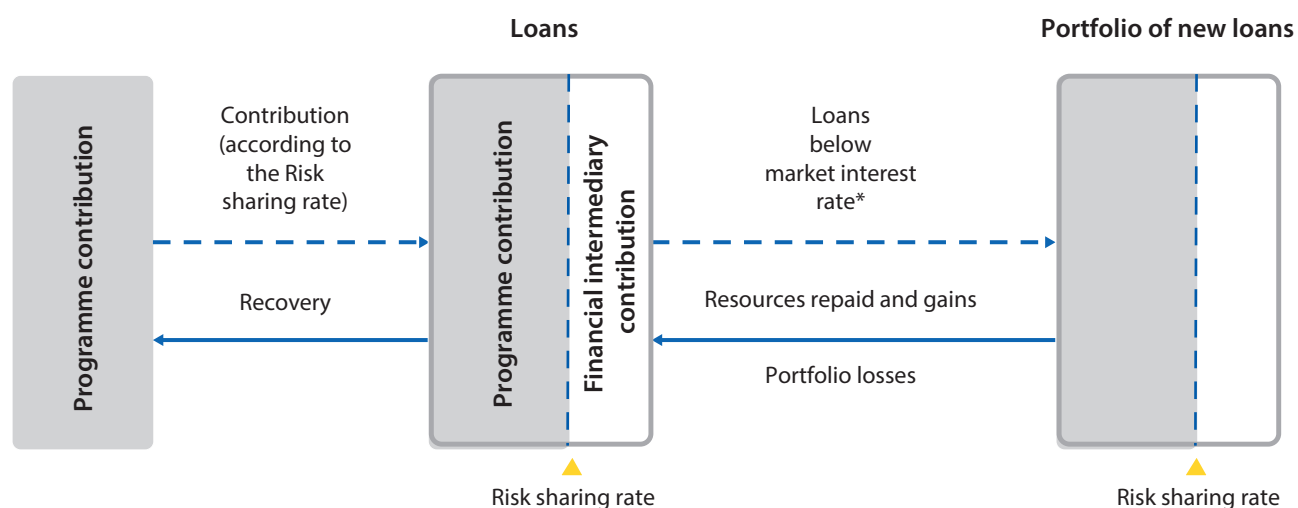 Loans
Portfolio of new loans
Programme contribution
Contribution
(according to
the Risk
sharing rate)
Recovery
Programme contribution
Financial intermediary
contribution
Loans
below
market interest
rate*
Resources repaid and gains
Portfolio losses
Risk sharing rate
Risk sharing rate